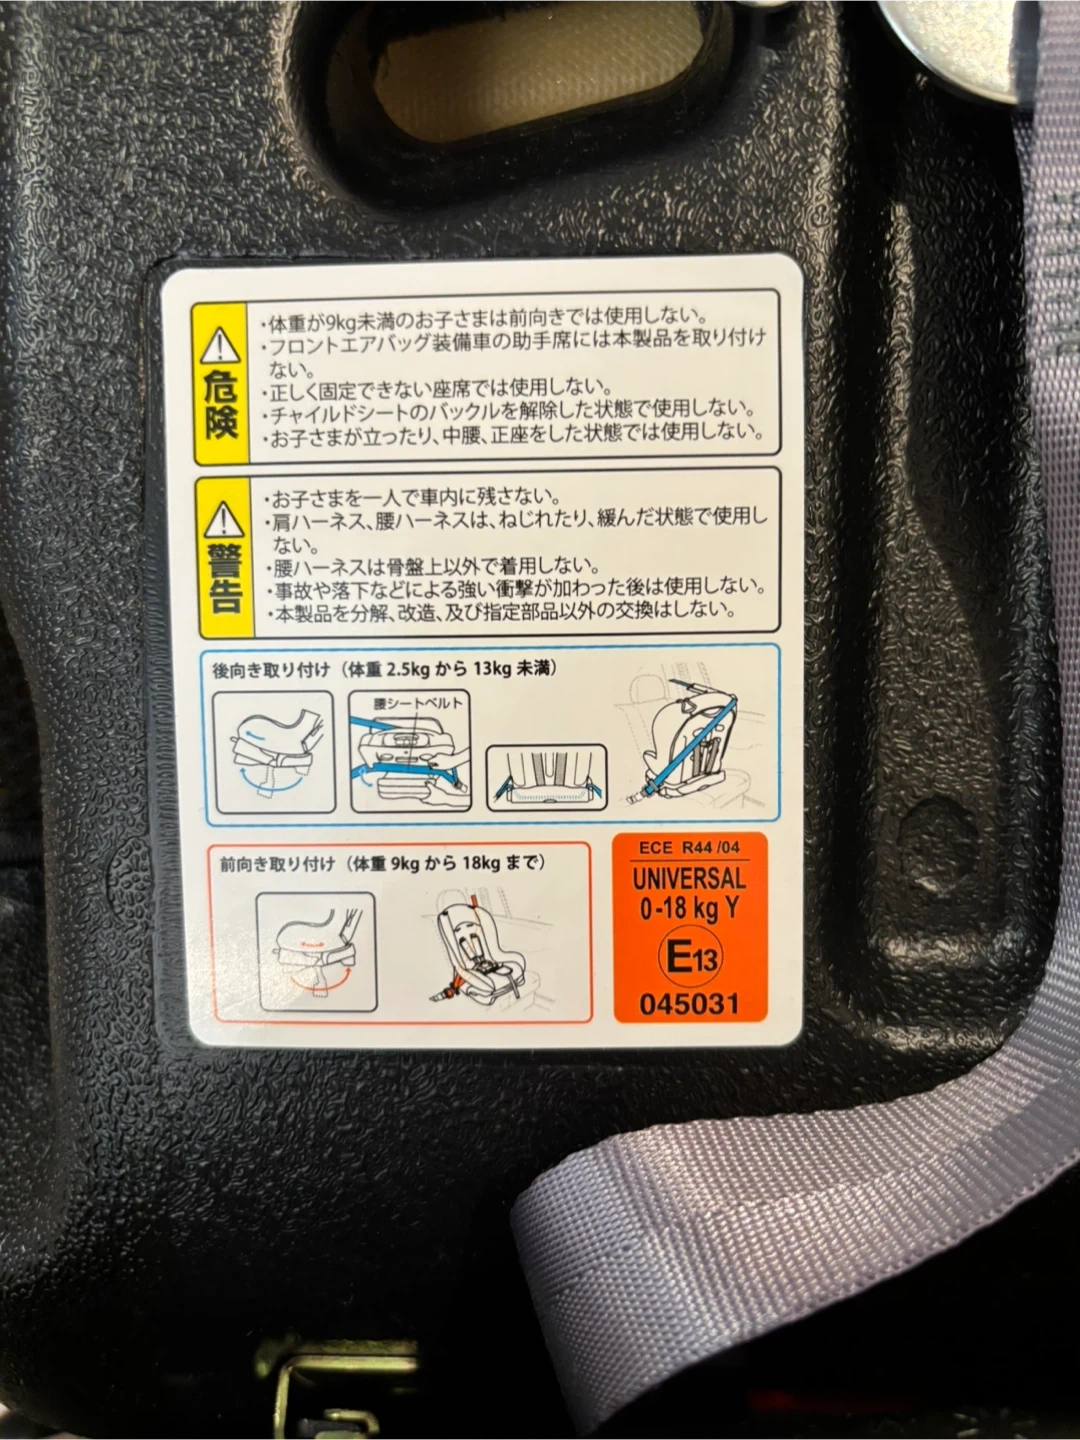 危険
・体重が9kg未満のお子さまは前向きでは使用しない。
・フロントエアバッグ装備車の助手席には本製品を取り付け
ない。
・正しく固定できない座席では使用しない。
・チャイルドシートのバックルを解除した状態で使用しない。
・お子さまが立ったり、中腰、正座をした状態では使用しない。
警告
・お子さまを一人で車内に残さない。
・肩ハーネス、腰ハーネスは、ねじれたり、緩んだ状態で使用し
ない。
・腰ハーネスは骨盤上以外で着用しない。
・事故や落下などによる強い衝撃が加わった後は使用しない。
・本製品を分解、改造、及び指定部品以外の交換はしない。
後向き取り付け（体重 2.5kg から 13kg 未満）
腰シートベルト
前向き取り付け（体重 9kg から 18kg まで）
ECE R44 /04
UNIVERSAL
0-18 kg Y
E13
045031